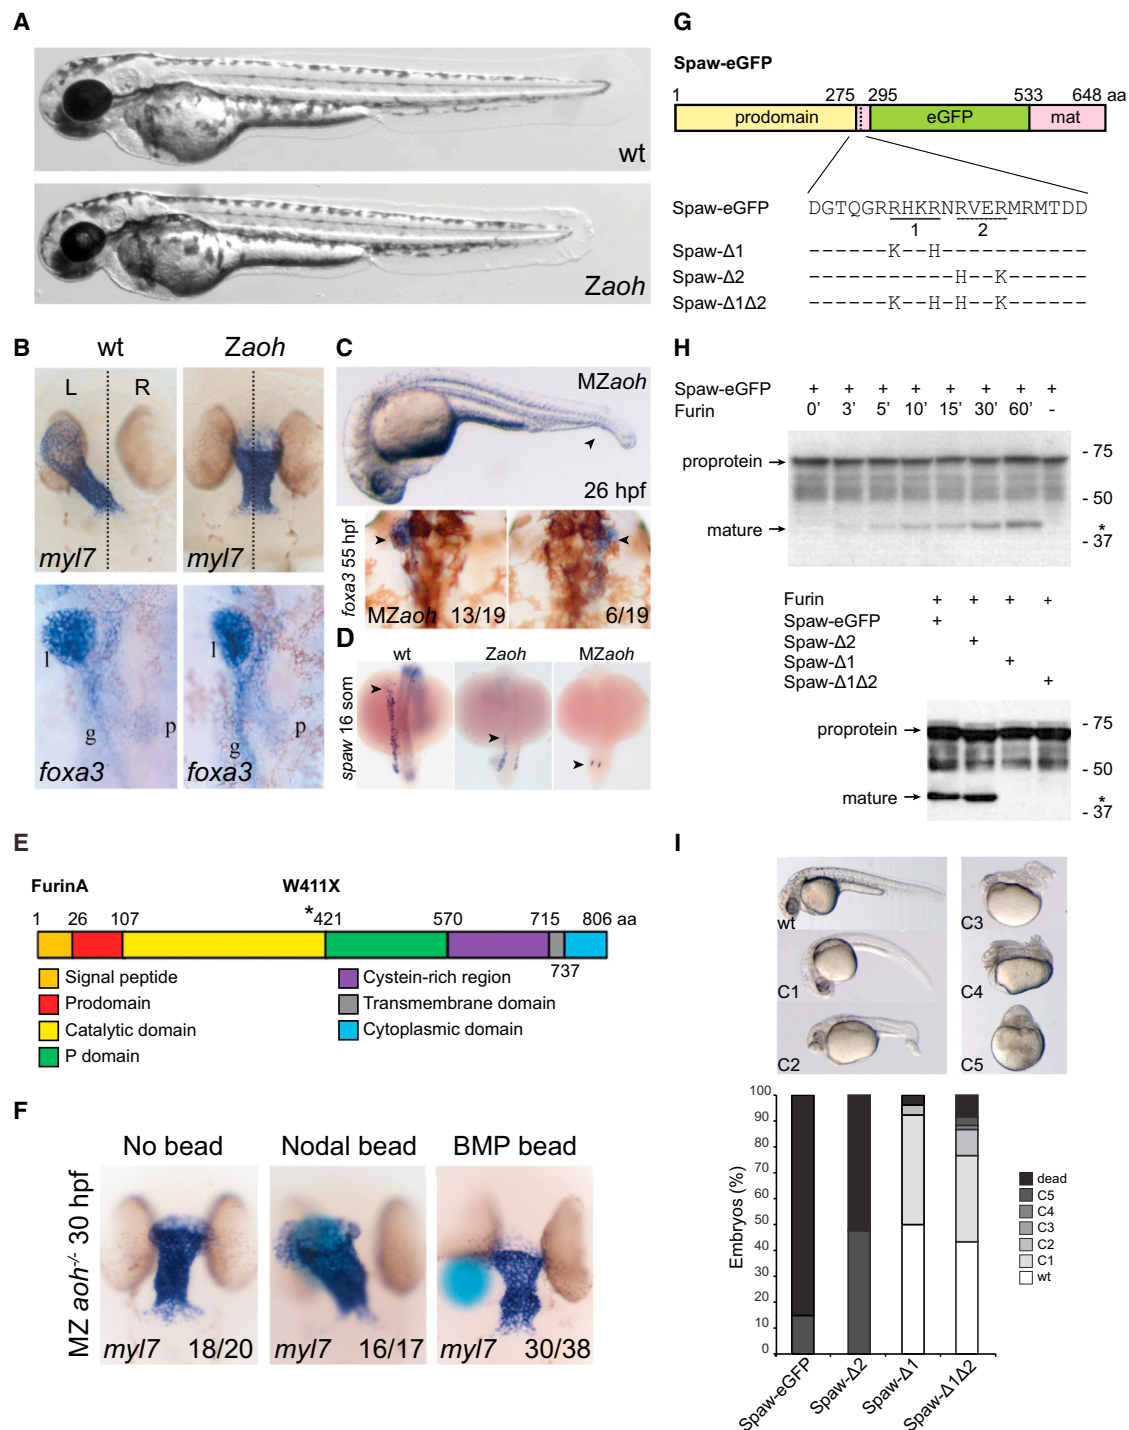 A
wt
Zaoh
B
wt Zaoh
L R
myl7 myl7
l g p
foxa3
l g p
foxa3
C
MZaoh
26 hpf
foxa3 55 hpf
MZaoh 13/19 6/19
D
wt Zaoh MZaoh
spaw 16 som
E
FurinA W411X
*
1 26 107 421 570 715 806 aa
737
Signal peptide
Prodomain
Catalytic domain
P domain
Cystein-rich region
Transmembrane domain
Cytoplasmic domain
F
No bead Nodal bead BMP bead
MZ aoh-/- 30 hpf
myl7 18/20
myl7 16/17
myl7 30/38
G
Spaw-eGFP
1 275 295 533 648 aa
prodomain eGFP mat
Spaw-eGFP DGTQGRRHKRNRVERMRMTDD
1 2
Spaw-Δ1 ------K--H-----------
Spaw-Δ2 -----------H--K------
Spaw-Δ1Δ2 ------K--H-H--K------
H
Spaw-eGFP + + + + + + + +
Furin 0' 3' 5' 10' 15' 30' 60' -
proprotein
- 75
- 50
mature
*
- 37
Furin + + + +
Spaw-eGFP +
Spaw-Δ2 +
Spaw-Δ1 +
Spaw-Δ1Δ2 +
proprotein
- 75
- 50
mature
*
- 37
I
wt
C1
C2
C3
C4
C5
Embryos (%)
100
90
80
70
60
50
40
30
20
10
0
Spaw-eGFP
Spaw-Δ2
Spaw-Δ1
Spaw-Δ1Δ2
dead
C5
C4
C3
C2
C1
wt